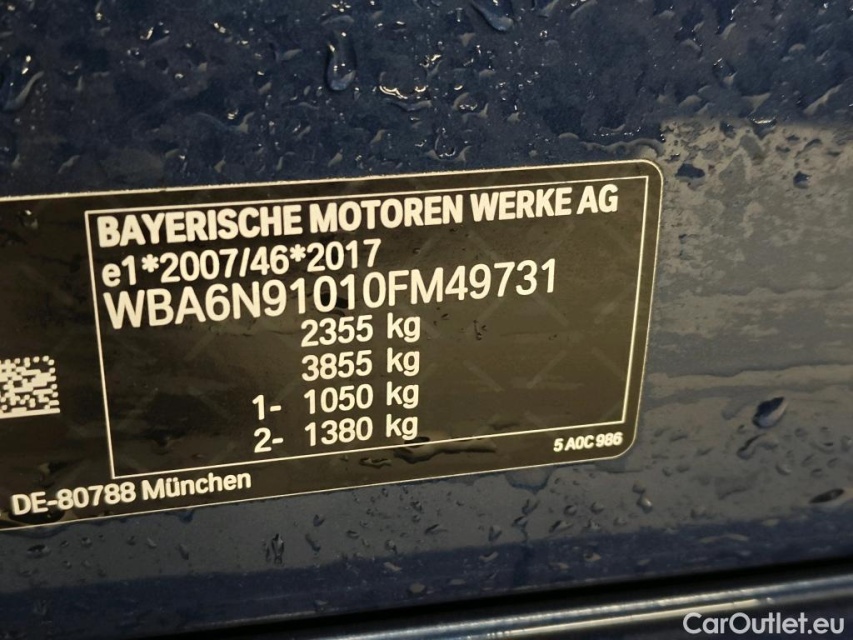 BAYERISCHE MOTOREN WERKE AG
e1*2007/46*2017
WBA6N91010FM49731
2355 kg
3855 kg
1- 1050 kg
2- 1380 kg
5 A0C 986
DE-80788 München
CarOutlet.eu